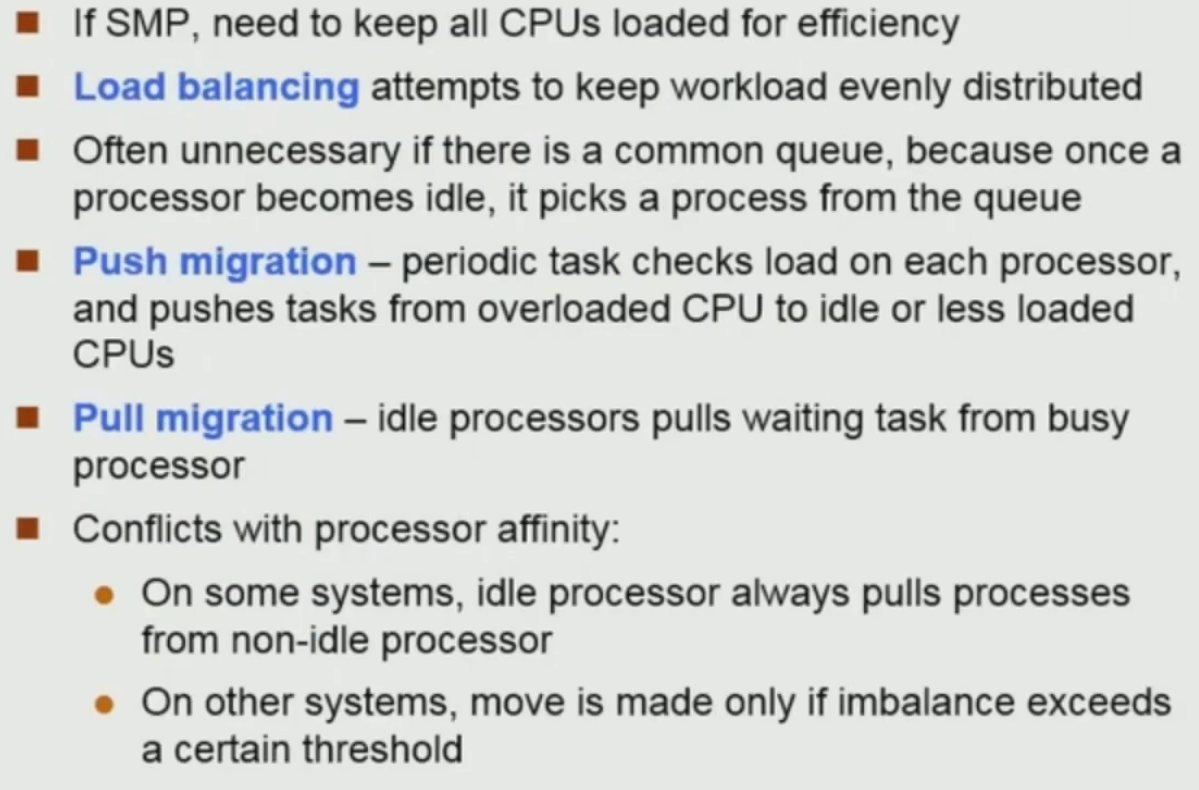 If SMP, need to keep all CPUs loaded for efficiency
Load balancing attempts to keep workload evenly distributed
Often unnecessary if there is a common queue, because once a
processor becomes idle, it picks a process from the queue
Push migration – periodic task checks load on each processor,
and pushes tasks from overloaded CPU to idle or less loaded
CPUs
Pull migration – idle processors pulls waiting task from busy
processor
Conflicts with processor affinity:
On some systems, idle processor always pulls processes
from non-idle processor
On other systems, move is made only if imbalance exceeds
a certain threshold